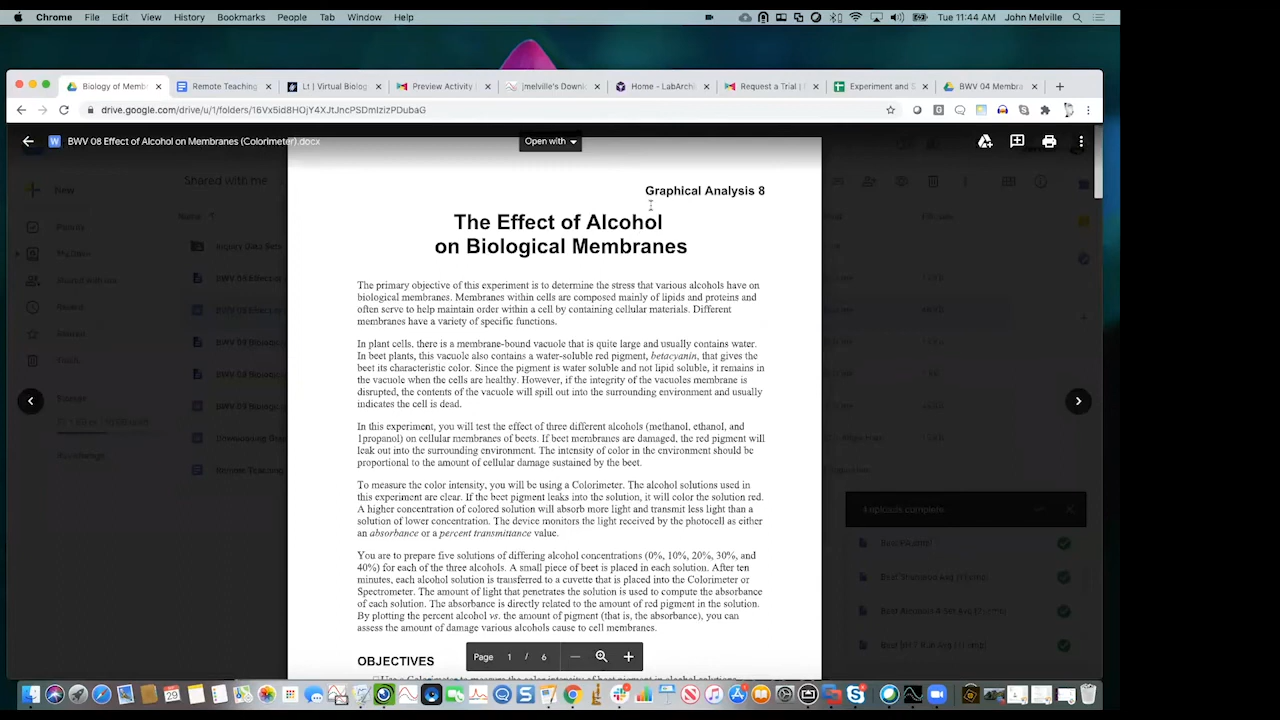 Chrome File Edit View History Bookmarks People Tab Window Help
Tue 11:44 AM John Melville
Biology of Memb
Remote Teaching
Lt | Virtual Biolog
Preview Activity |
jmelville's Downl
Home - LabArchi
Request a Trial |
Experiment and S
BWV 04 Membra
drive.google.com/drive/u/1/folders/
BWV 08 Effect of Alcohol on Membranes (Colorimeter).docx
Open with
New
Shared with me
Name
Graphical Analysis 8
The Effect of Alcohol
on Biological Membranes
The primary objective of this experiment is to determine the stress that various alcohols have on
biological membranes. Membranes within cells are composed mainly of lipids and proteins and
often serve to help maintain order within a cell by containing cellular materials. Different
membranes have a variety of specific functions.
In plant cells, there is a membrane-bound vacuole that is quite large and usually contains water.
In beet plants, this vacuole also contains a water-soluble red pigment, betacyanin, that gives the
beet its characteristic color. Since the pigment is water soluble and not lipid soluble, it remains in
the vacuole when the cells are healthy. However, if the integrity of the vacuoles membrane is
disrupted, the contents of the vacuole will spill out into the surrounding environment and usually
indicates the cell is dead.
In this experiment, you will test the effect of three different alcohols (methanol, ethanol, and
1propanol) on cellular membranes of beets. If beet membranes are damaged, the red pigment will
leak out into the surrounding environment. The intensity of color in the environment should be
proportional to the amount of cellular damage sustained by the beet.
To measure the color intensity, you will be using a Colorimeter. The alcohol solutions used in
this experiment are clear. If the beet pigment leaks into the solution, it will color the solution red.
A higher concentration of colored solution will absorb more light and transmit less light than a
solution of lower concentration. The device monitors the light received by the photocell as either
an absorbance or a percent transmittance value.
You are to prepare five solutions of differing alcohol concentrations (0%, 10%, 20%, 30%, and
40%) for each of the three alcohols. A small piece of beet is placed in each solution. After ten
minutes, each alcohol solution is transferred to a cuvette that is placed into the Colorimeter or
Spectrometer. The amount of light that penetrates the solution is used to compute the absorbance
of each solution. The absorbance is directly related to the amount of red pigment in the solution.
By plotting the percent alcohol vs. the amount of pigment (that is, the absorbance), you can
assess the amount of damage various alcohols cause to cell membranes.
OBJECTIVES
Page 1 / 6
4 uploads complete